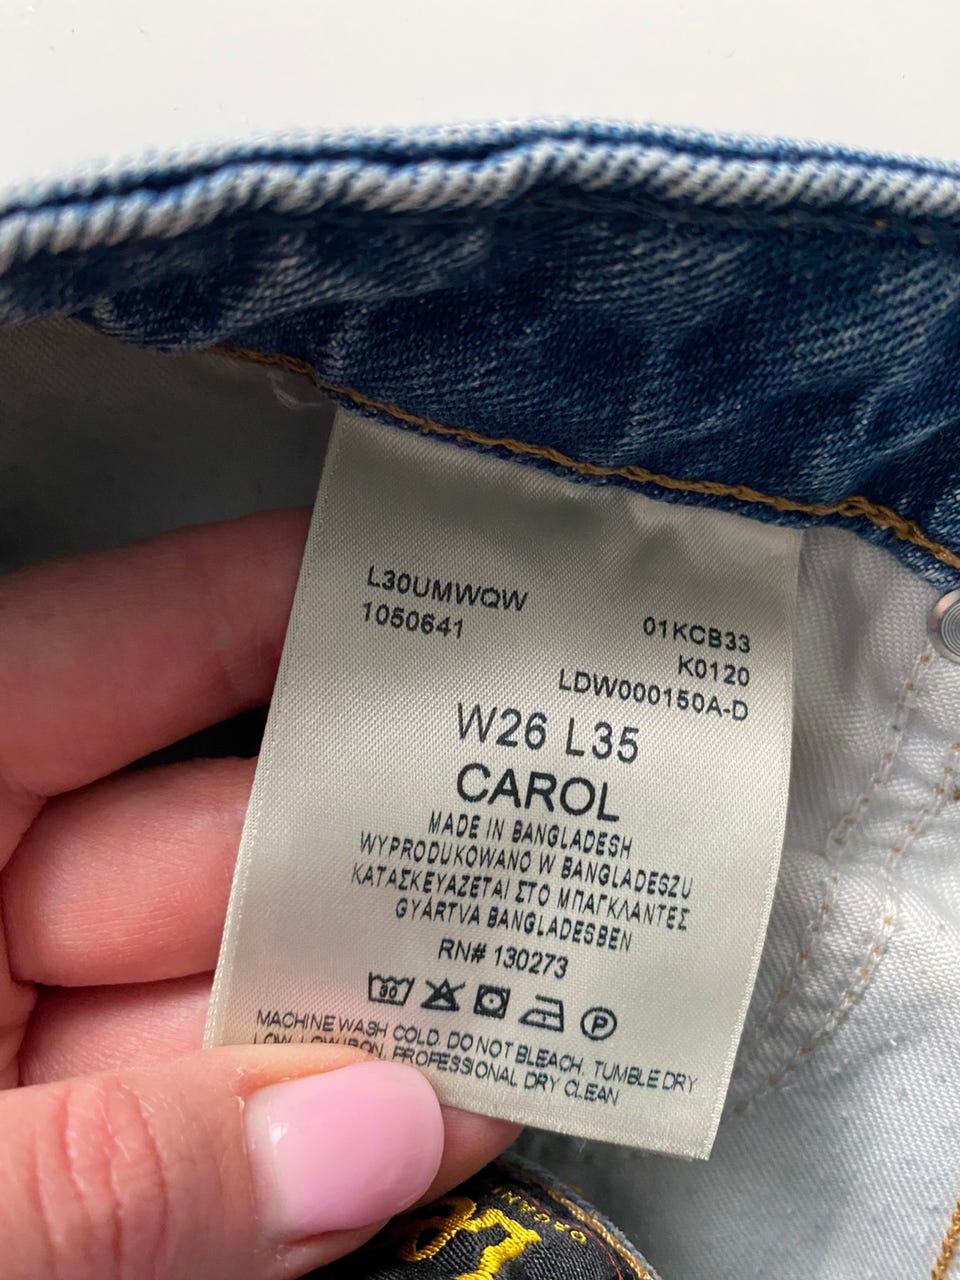 L30UMWQW
1050641
01KCB33
K0120
LDW000150A-D
W26 L35
CAROL
MADE IN BANGLADESH
WYPRODUKOWANO W BANGLADESZU
ΚΑΤΑΣΚΕΥΑΖΕΤΑΙ ΣΤΟ ΜΠΑΓΚΛΑΝΤΕΣ
GYÁRTVA BANGLADESBEN
RN# 130273
30 P
MACHINE WASH COLD. DO NOT BLEACH. TUMBLE DRY
LOW. LOW IRON. PROFESSIONAL DRY CLEAN